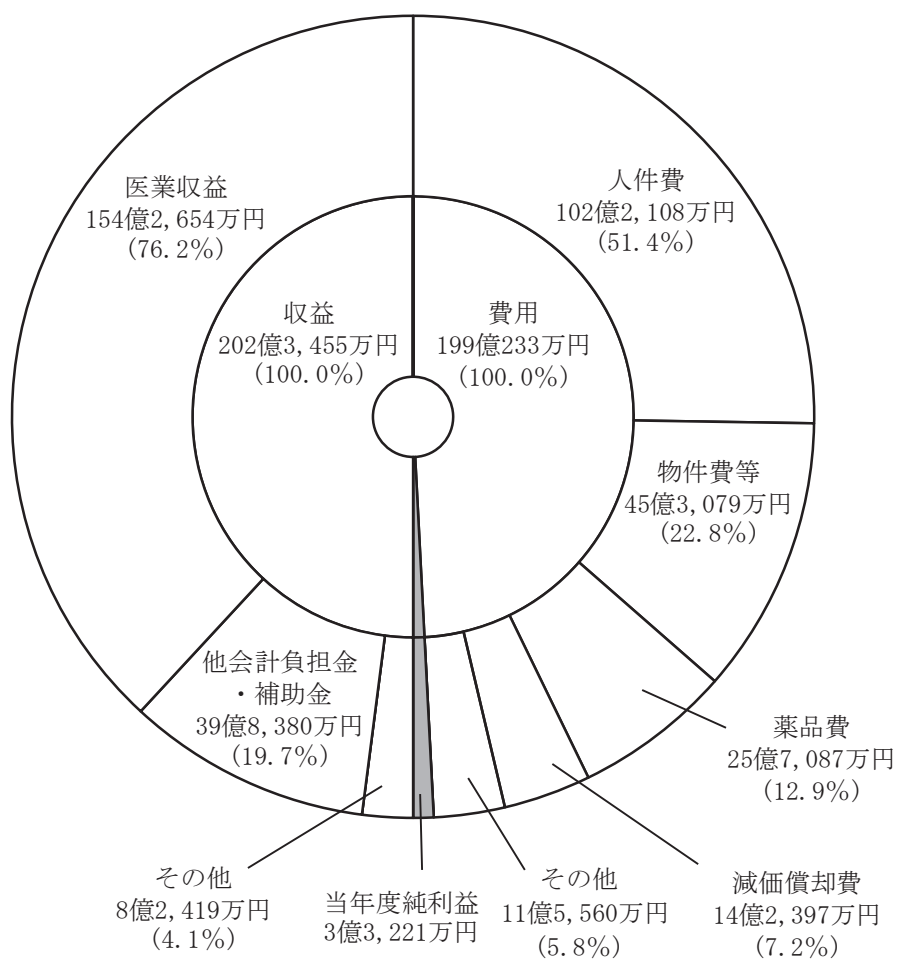 医業収益
154億2,654万円
(76.2%)
人件費
102億2,108万円
(51.4%)
収益
202億3,455万円
(100.0%)
費用
199億233万円
(100.0%)
物件費等
45億3,079万円
(22.8%)
他会計負担金
・補助金
39億8,380万円
(19.7%)
薬品費
25億7,087万円
(12.9%)
その他
8億2,419万円
(4.1%)
当年度純利益
3億3,221万円
その他
11億5,560万円
(5.8%)
減価償却費
14億2,397万円
(7.2%)